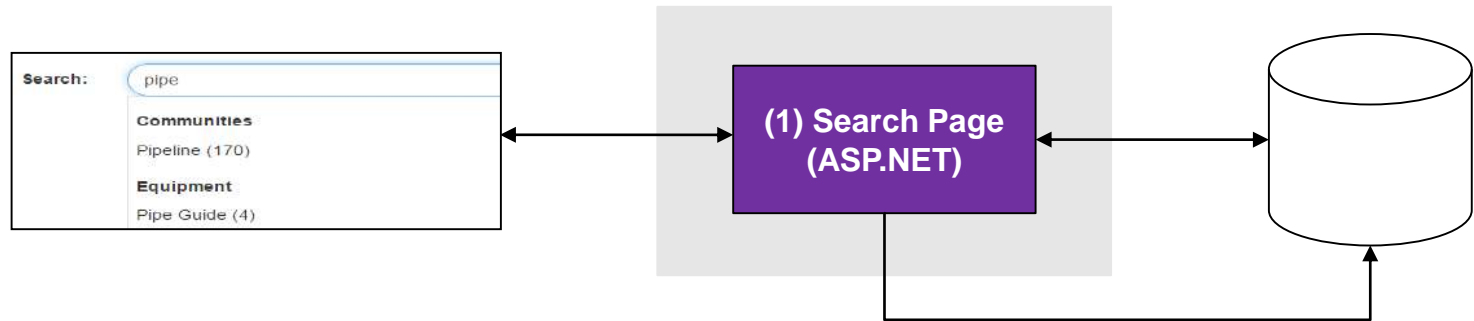 Search:
pipe
Communities
Pipeline (170)
Equipment
Pipe Guide (4)
(1) Search Page
(ASP.NET)